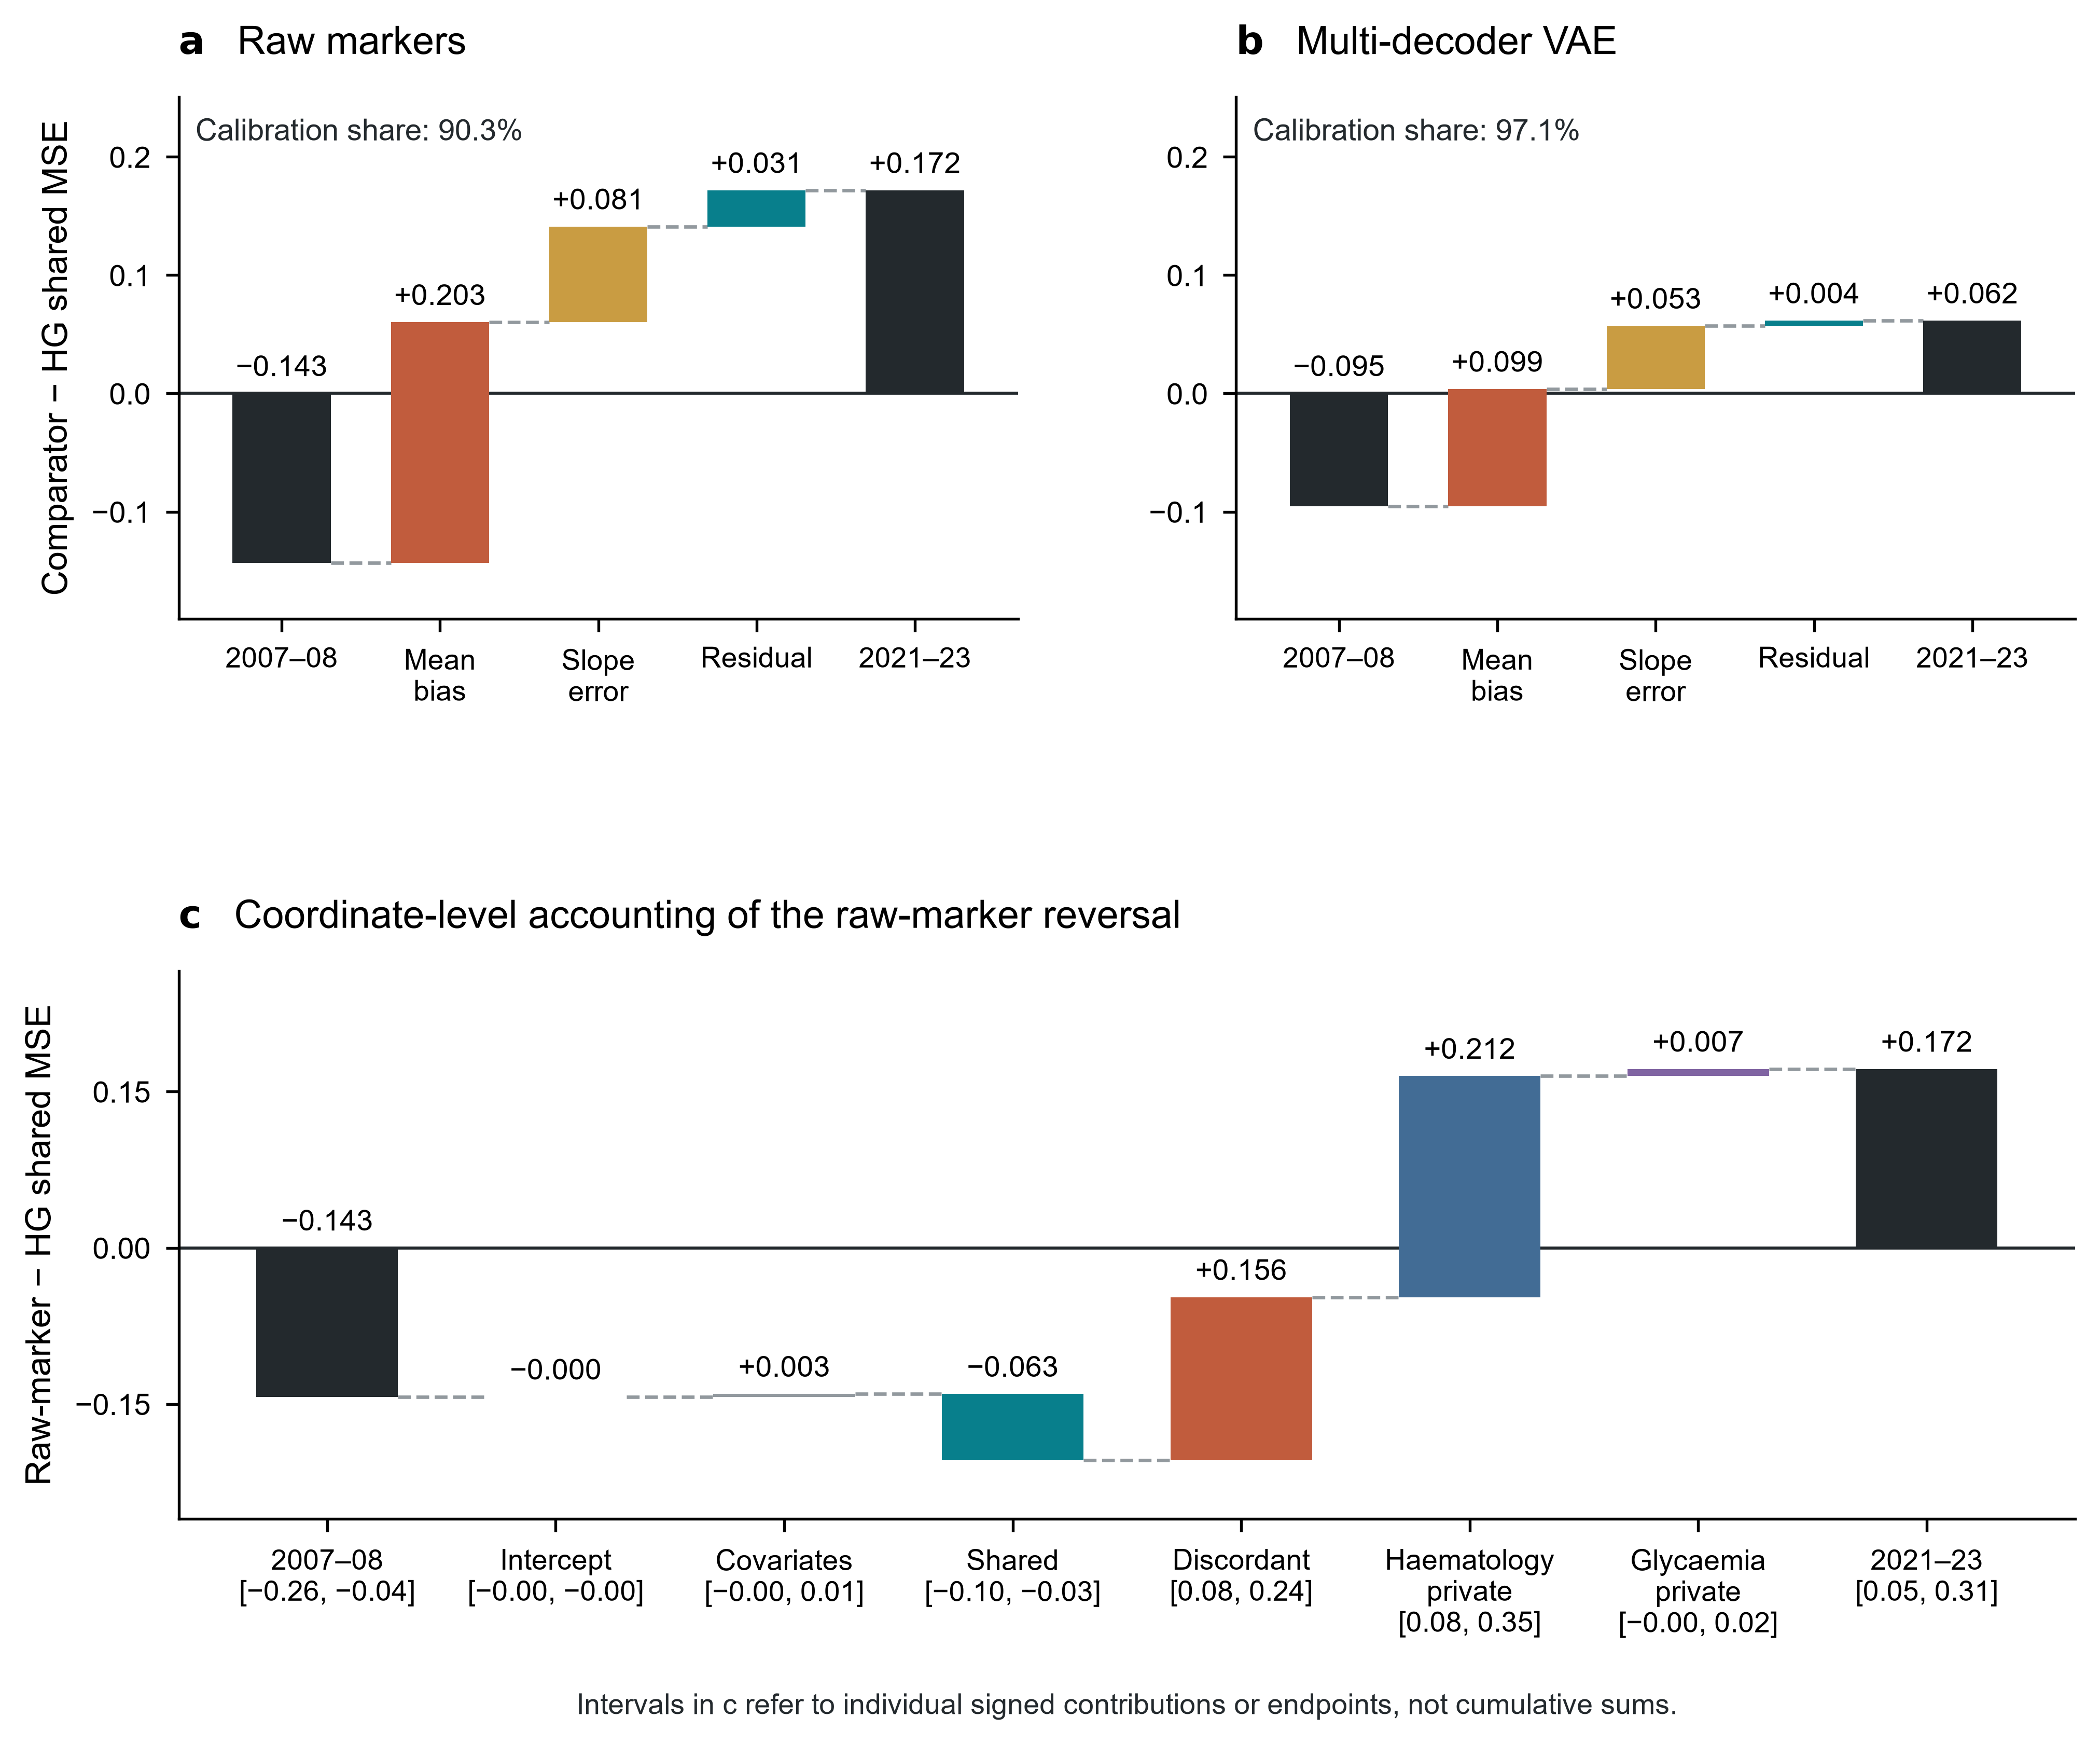 a Raw markers
Calibration share: 90.3%
Comparator – HG shared MSE
0.2
0.1
0.0
−0.1
−0.143
+0.203
+0.081
+0.031
+0.172
2007–08
Mean
bias
Slope
error
Residual
2021–23
b Multi-decoder VAE
Calibration share: 97.1%
0.2
0.1
0.0
−0.1
−0.095
+0.099
+0.053
+0.004
+0.062
2007–08
Mean
bias
Slope
error
Residual
2021–23
c Coordinate-level accounting of the raw-marker reversal
Raw-marker – HG shared MSE
0.15
0.00
−0.15
−0.143
−0.000
+0.003
−0.063
+0.156
+0.212
+0.007
+0.172
2007–08
[−0.26, −0.04]
Intercept
[−0.00, −0.00]
Covariates
[−0.00, 0.01]
Shared
[−0.10, −0.03]
Discordant
[0.08, 0.24]
Haematology
private
[0.08, 0.35]
Glycaemia
private
[−0.00, 0.02]
2021–23
[0.05, 0.31]
Intervals in c refer to individual signed contributions or endpoints, not cumulative sums.